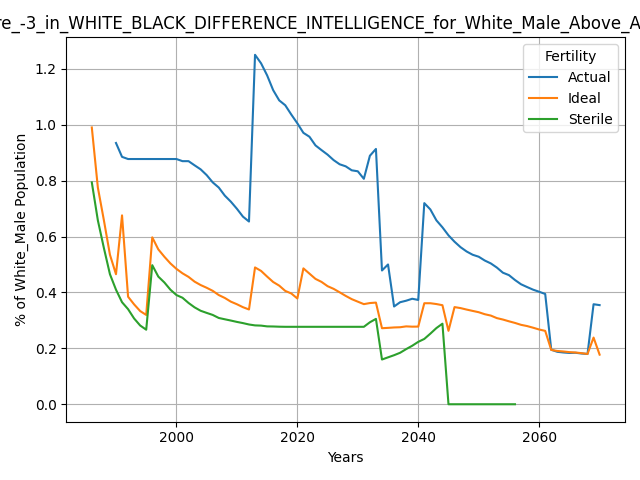 re_-3_in_WHITE_BLACK_DIFFERENCE_INTELLIGENCE_for_White_Male_Above_A
Fertility
Actual
Ideal
Sterile
% of White_Male Population
1.2
1.0
0.8
0.6
0.4
0.2
0.0
2000
2020
2040
2060
Years